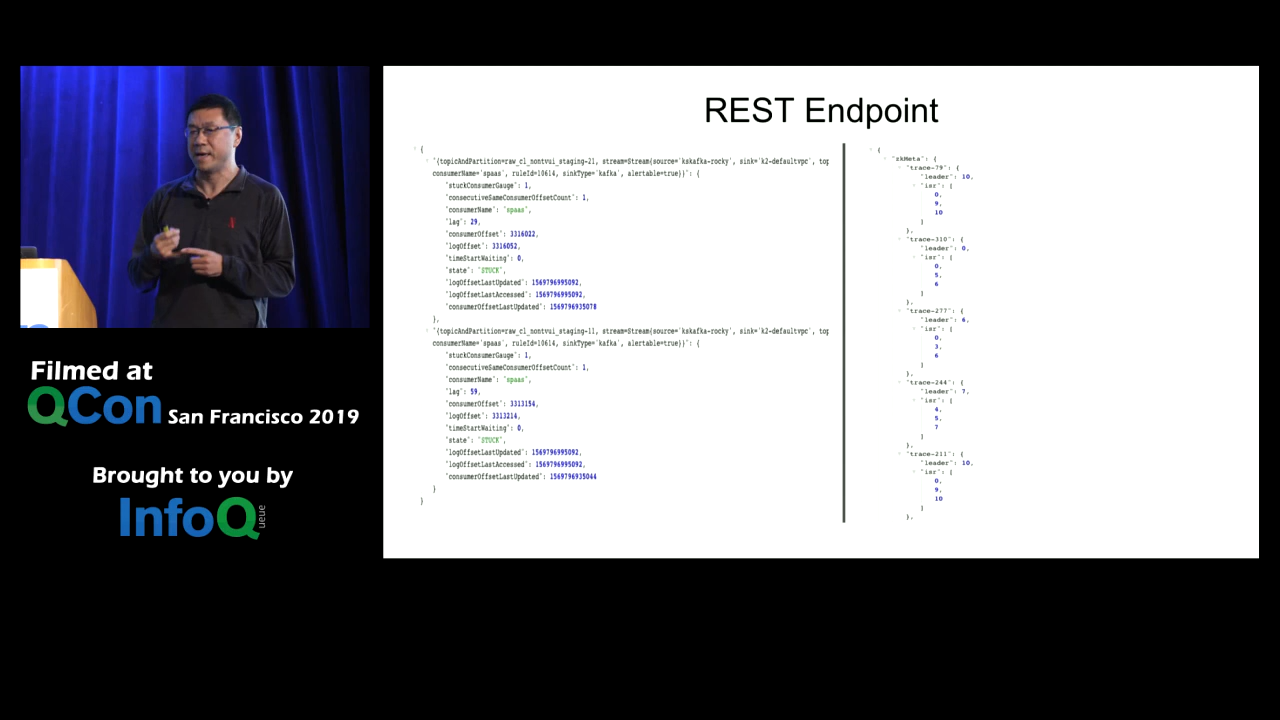 REST Endpoint
{
"{topicAndPartition=raw_cl_nontvui_staging-21, stream=Stream{source='kskafka-rocky', sink='k2-defaultvpc', top
consumerName='spaas', ruleId=10614, sinkType='kafka', alertable=true}}": {
"stuckConsumerGauge": 1,
"consecutiveSameConsumerOffsetCount": 1,
"consumerName": "spaas",
"lag": 29,
"consumerOffset": 3316022,
"logOffset": 3316052,
"timeStartWaiting": 0,
"state": "STUCK",
"logOffsetLastUpdated": 1569796995092,
"logOffsetLastAccessed": 1569796995092,
"consumerOffsetLastUpdated": 1569796935078
},
"{topicAndPartition=raw_cl_nontvui_staging-11, stream=Stream{source='kskafka-rocky', sink='k2-defaultvpc', top
consumerName='spaas', ruleId=10614, sinkType='kafka', alertable=true}}": {
"stuckConsumerGauge": 1,
"consecutiveSameConsumerOffsetCount": 1,
"consumerName": "spaas",
"lag": 59,
"consumerOffset": 3313154,
"logOffset": 3313214,
"timeStartWaiting": 0,
"state": "STUCK",
"logOffsetLastUpdated": 1569796995092,
"logOffsetLastAccessed": 1569796995092,
"consumerOffsetLastUpdated": 1569796935044
}
}
{
"zkMeta": {
"trace-79": {
"leader": 10,
"isr": [
0,
9,
10
]
},
"trace-310": {
"leader": 0,
"isr": [
0,
5,
6
]
},
"trace-277": {
"leader": 6,
"isr": [
0,
3,
6
]
},
"trace-244": {
"leader": 7,
"isr": [
4,
5,
7
]
},
"trace-211": {
"leader": 10,
"isr": [
0,
9,
10
]
},
Filmed at
QCon San Francisco 2019
Brought to you by
InfoQueue